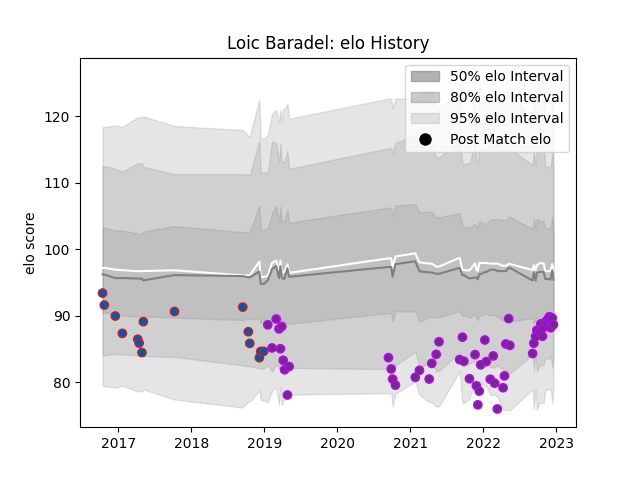 Loic Baradel: elo History
50% elo Interval
80% elo Interval
95% elo Interval
Post Match elo
elo score
120
110
100
90
80
2017 2018 2019 2020 2021 2022 2023